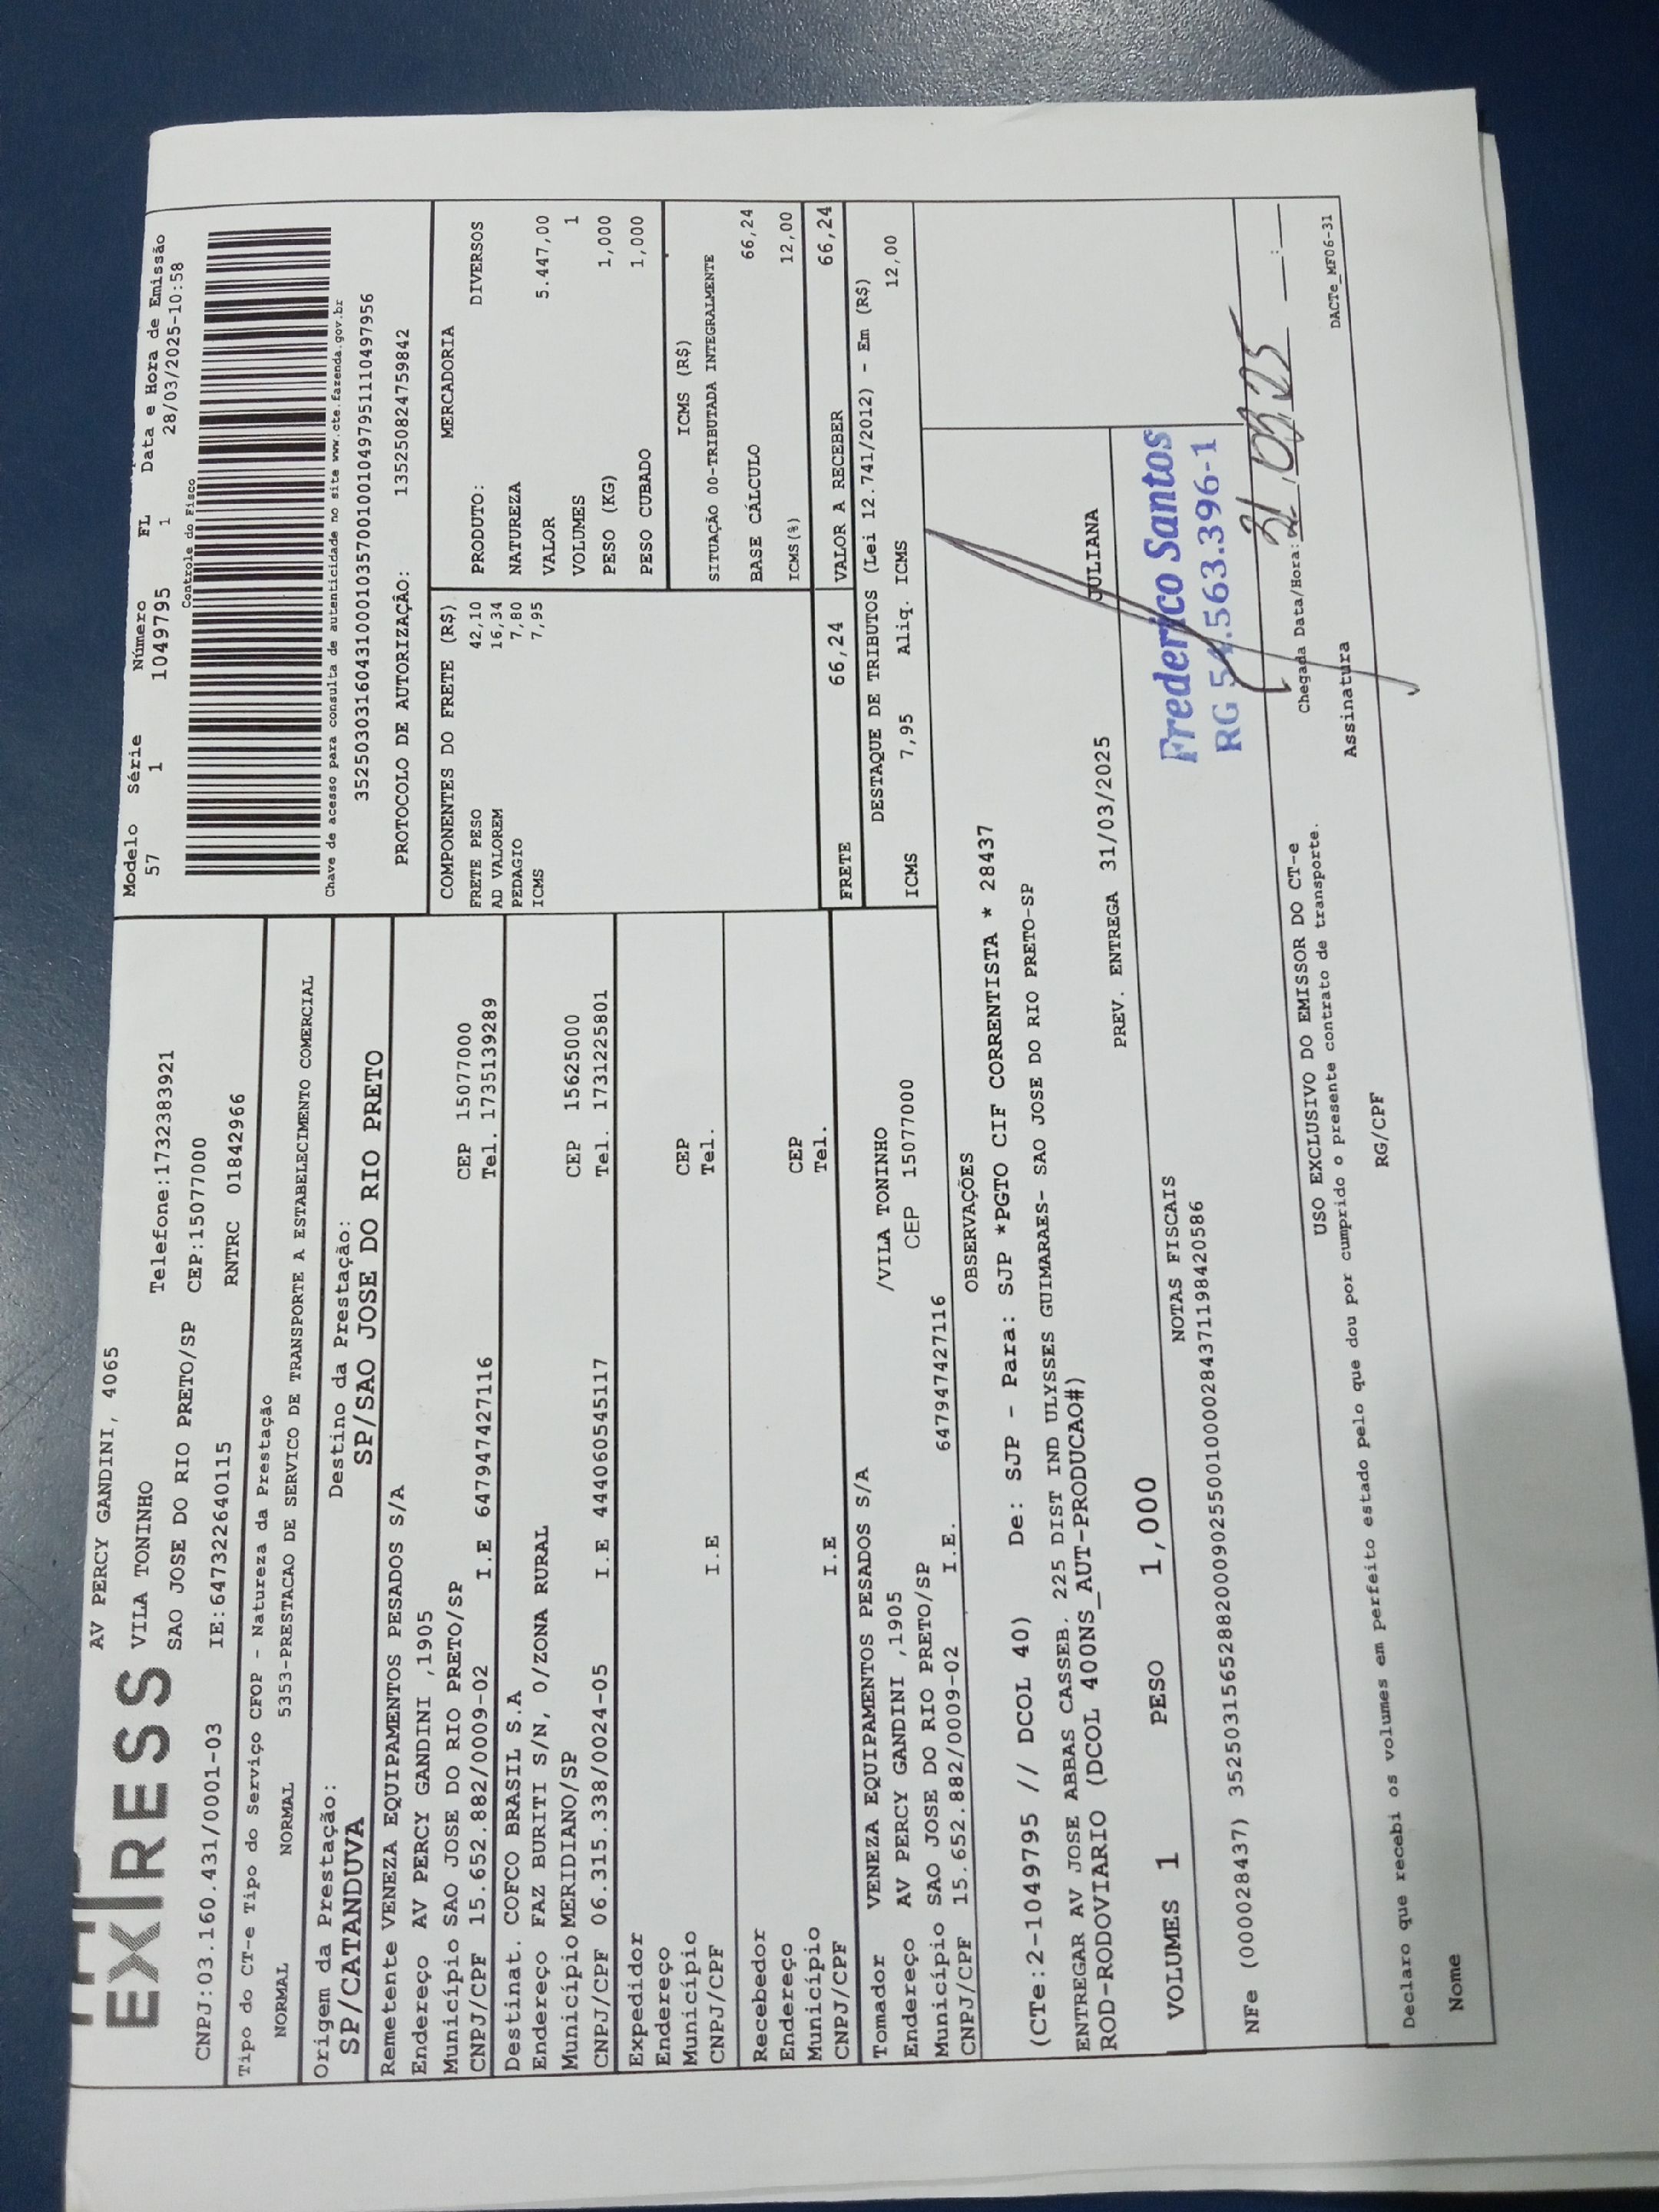 EX|RESS
AV PERCY GANDINI, 4065
VILA TONINHO Telefone:1732383921
SAO JOSE DO RIO PRETO/SP CEP:15077000
CNPJ:03.160.431/0001-03 IE:647322640115 RNTRC 01842966
Modelo Série Número FL Data e Hora de Emissão
57 1 1049795 1 28/03/2025-10:58
Controle do Fisco
Chave de acesso para consulta de autenticidade no site www.cte.fazenda.gov.br
35250303160431000103570010010497951110497956
PROTOCOLO DE AUTORIZAÇÃO: 135250824759842
Tipo do CT-e Tipo do Serviço CFOP - Natureza da Prestação
NORMAL NORMAL 5353-PRESTACAO DE SERVICO DE TRANSPORTE A ESTABELECIMENTO COMERCIAL
Origem da Prestação: Destino da Prestação:
SP/CATANDUVA SP/SAO JOSE DO RIO PRETO
Remetente VENEZA EQUIPAMENTOS PESADOS S/A
Endereço AV PERCY GANDINI ,1905
Município SAO JOSE DO RIO PRETO/SP CEP 15077000
CNPJ/CPF 15.652.882/0009-02 I.E 647947427116 Tel. 1735139289
Destinat. COFCO BRASIL S.A
Endereço FAZ BURITI S/N, 0/ZONA RURAL
Município MERIDIANO/SP CEP 15625000
CNPJ/CPF 06.315.338/0024-05 I.E 444060545117 Tel. 1731225801
Expedidor
Endereço
Município CEP
CNPJ/CPF I.E Tel.
Recebedor
Endereço
Município CEP
CNPJ/CPF I.E Tel.
Tomador VENEZA EQUIPAMENTOS PESADOS S/A
Endereço AV PERCY GANDINI ,1905 /VILA TONINHO
Município SAO JOSE DO RIO PRETO/SP CEP 15077000
CNPJ/CPF 15.652.882/0009-02 I.E. 647947427116
COMPONENTES DO FRETE (R$)
FRETE PESO 42,10
AD VALOREM 16,34
PEDAGIO 7,80
ICMS 7,95
MERCADORIA
PRODUTO: DIVERSOS
NATUREZA
VALOR 5.447,00
VOLUMES 1
PESO (KG) 1,000
PESO CUBADO 1,000
ICMS (R$)
SITUAÇÃO 00-TRIBUTADA INTEGRALMENTE
BASE CÁLCULO 66,24
ICMS(%) 12,00
FRETE 66,24 VALOR A RECEBER 66,24
DESTAQUE DE TRIBUTOS (Lei 12.741/2012) - Em (R$)
ICMS 7,95 Aliq. ICMS 12,00
OBSERVAÇÕES
(CTe:2-1049795 // DCOL 40) De: SJP - Para: SJP *PGTO CIF CORRENTISTA * 28437
ENTREGAR AV JOSE ABBAS CASSEB. 225 DIST IND ULYSSES GUIMARAES- SAO JOSE DO RIO PRETO-SP
ROD-RODOVIARIO (DCOL 400NS_AUT-PRODUCAO#)
PREV. ENTREGA 31/03/2025 JULIANA
VOLUMES 1 PESO 1,000
NOTAS FISCAIS
NFe (000028437) 35250315652882000902550010000284371198420586
Frederico Santos
RG 54.563.396-1
USO EXCLUSIVO DO EMISSOR DO CT-e
Chegada Data/Hora: 31/03/25 __:__
Declaro que recebi os volumes em perfeito estado pelo que dou por cumprido o presente contrato de transporte.
Assinatura
Nome RG/CPF
DACTe_MF06-31